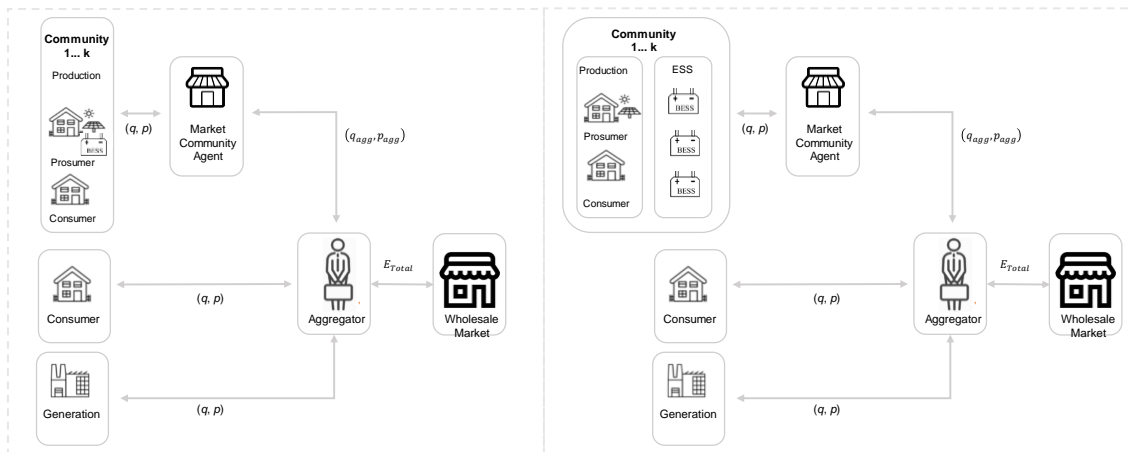 Community
1... k
Production
BESS
Prosumer
Consumer
(q, p)
Market
Community
Agent
(q_agg, p_agg)
Consumer
(q, p)
Aggregator
E_Total
Wholesale
Market
Generation
(q, p)
Community
1... k
Production
Prosumer
Consumer
ESS
+ -
BESS
+ -
BESS
+ -
BESS
(q, p)
Market
Community
Agent
(q_agg, p_agg)
Consumer
(q, p)
Aggregator
E_Total
Wholesale
Market
Generation
(q, p)